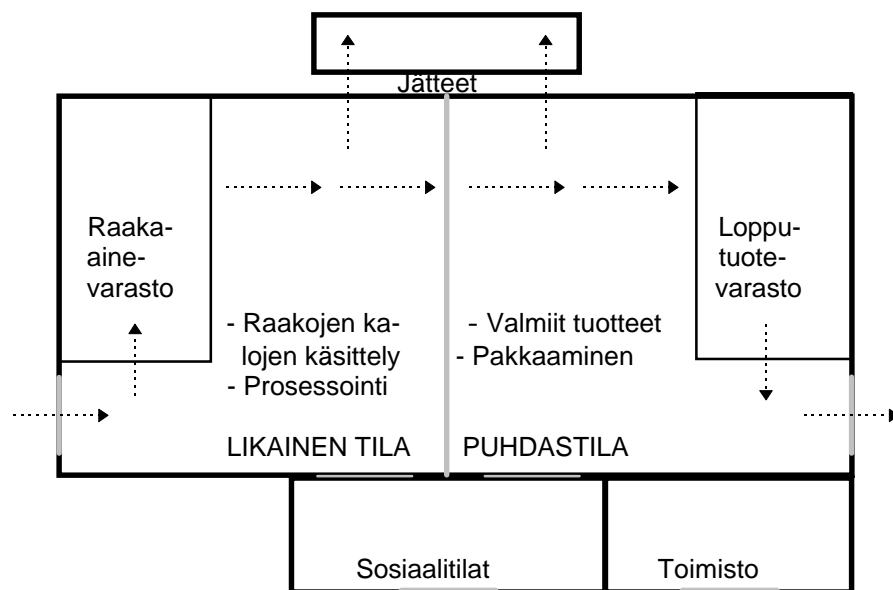 Jätteet
Raaka-
aine-
varasto
Loppu-
tuote-
varasto
- Raakojen ka-
lojen käsittely
- Prosessointi
- Valmiit tuotteet
- Pakkaaminen
LIKAINEN TILA
PUHDASTILA
Sosiaalitilat
Toimisto